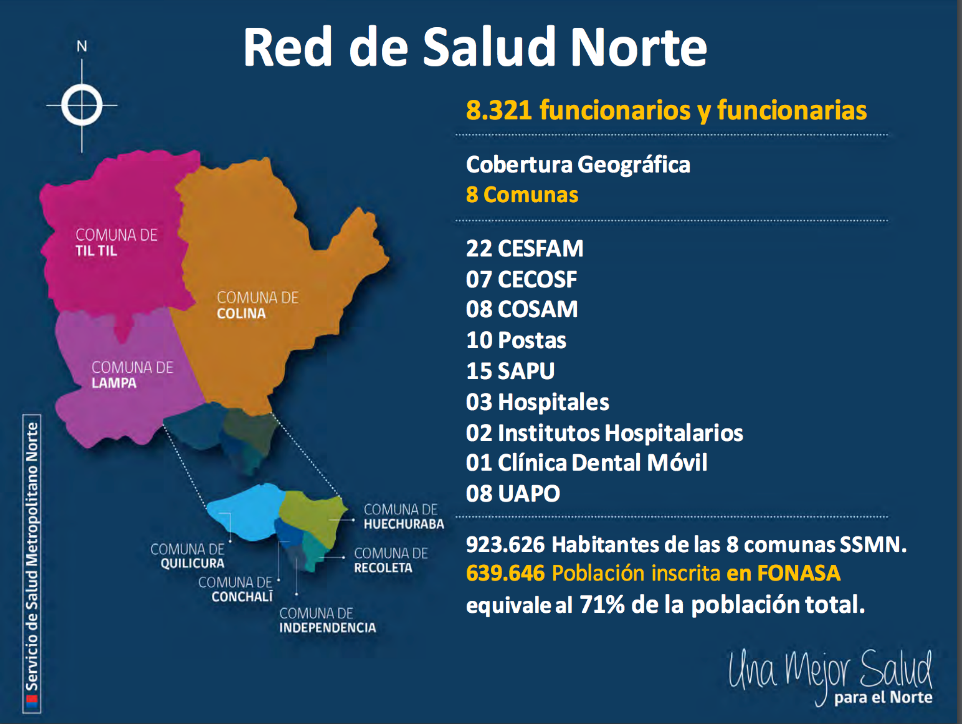 Red de Salud Norte
N
8.321 funcionarios y funcionarias
Cobertura Geográfica
8 Comunas
22 CESFAM
07 CECOSF
08 COSAM
10 Postas
15 SAPU
03 Hospitales
02 Institutos Hospitalarios
01 Clínica Dental Móvil
08 UAPO
923.626 Habitantes de las 8 comunas SSMN.
639.646 Población inscrita en FONASA
equivale al 71% de la población total.
COMUNA DE
TIL TIL
COMUNA DE
COLINA
COMUNA DE
LAMPA
COMUNA DE
HUECHURABA
COMUNA DE
QUILICURA
COMUNA DE
RECOLETA
COMUNA DE
CONCHALÍ
COMUNA DE
INDEPENDENCIA
Servicio de Salud Metropolitano Norte
Una Mejor Salud
para el Norte